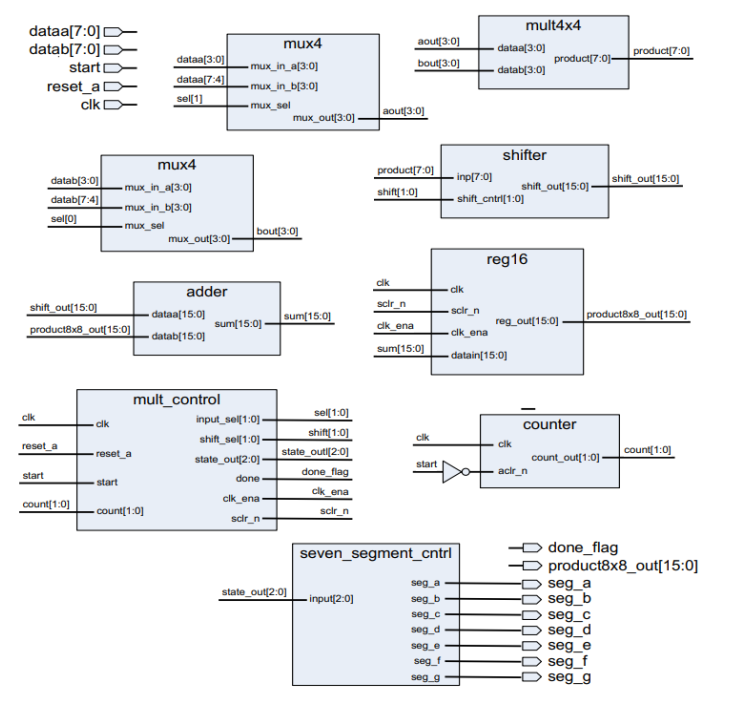 dataa[7:0]
datab[7:0]
start
reset_a
clk
mux4
dataa[3:0]
mux_in_a[3:0]
dataa[7:4]
mux_in_b[3:0]
sel[1]
mux_sel
mux_out[3:0]
aout[3:0]
mult4x4
aout[3:0]
dataa[3:0]
bout[3:0]
datab[3:0]
product[7:0]
product[7:0]
mux4
datab[3:0]
mux_in_a[3:0]
datab[7:4]
mux_in_b[3:0]
sel[0]
mux_sel
mux_out[3:0]
bout[3:0]
shifter
product[7:0]
inp[7:0]
shift[1:0]
shift_cntrl[1:0]
shift_out[15:0]
shift_out[15:0]
adder
shift_out[15:0]
dataa[15:0]
product8x8_out[15:0]
datab[15:0]
sum[15:0]
sum[15:0]
reg16
clk
clk
sclr_n
sclr_n
clk_ena
clk_ena
sum[15:0]
datain[15:0]
reg_out[15:0]
product8x8_out[15:0]
mult_control
clk
clk
reset_a
reset_a
start
start
count[1:0]
count[1:0]
input_sel[1:0]
sel[1:0]
shift_sel[1:0]
shift[1:0]
state_out[2:0]
state_outl[2:0]
done
done_flag
clk_ena
clk_ena
sclr_n
sclr_n
counter
clk
clk
start
aclr_n
count_out[1:0]
count[1:0]
seven_segment_cntrl
state_out[2:0]
input[2:0]
seg_a
seg_b
seg_c
seg_d
seg_e
seg_f
seg_g
done_flag
product8x8_out[15:0]
seg_a
seg_b
seg_c
seg_d
seg_e
seg_f
seg_g